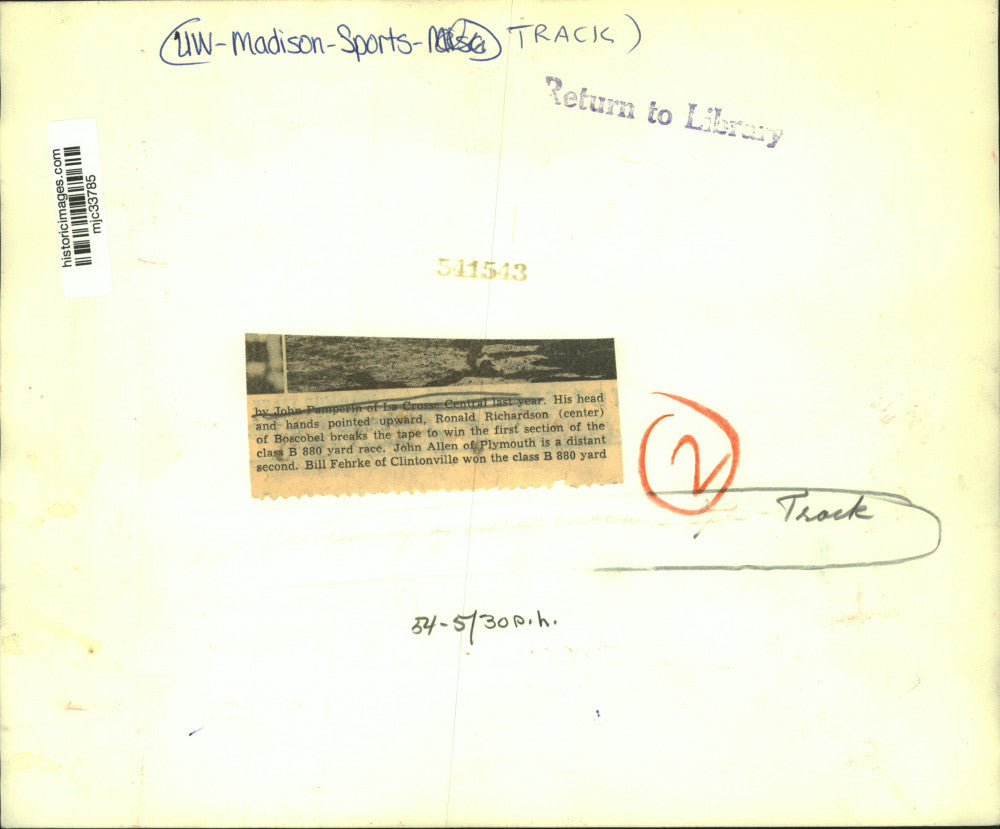 UW-Madison-Sports- TRACK)
Return to Library
historicimages.com
mjc33785
541543
by John Pamperin of La Crosse Central last year. His head
and hands pointed upward, Ronald Richardson (center)
of Boscobel breaks the tape to win the first section of the
class B 880 yard race. John Allen of Plymouth is a distant
second. Bill Fehrke of Clintonville won the class B 880 yard
2
Track
54-5/30 p.h.